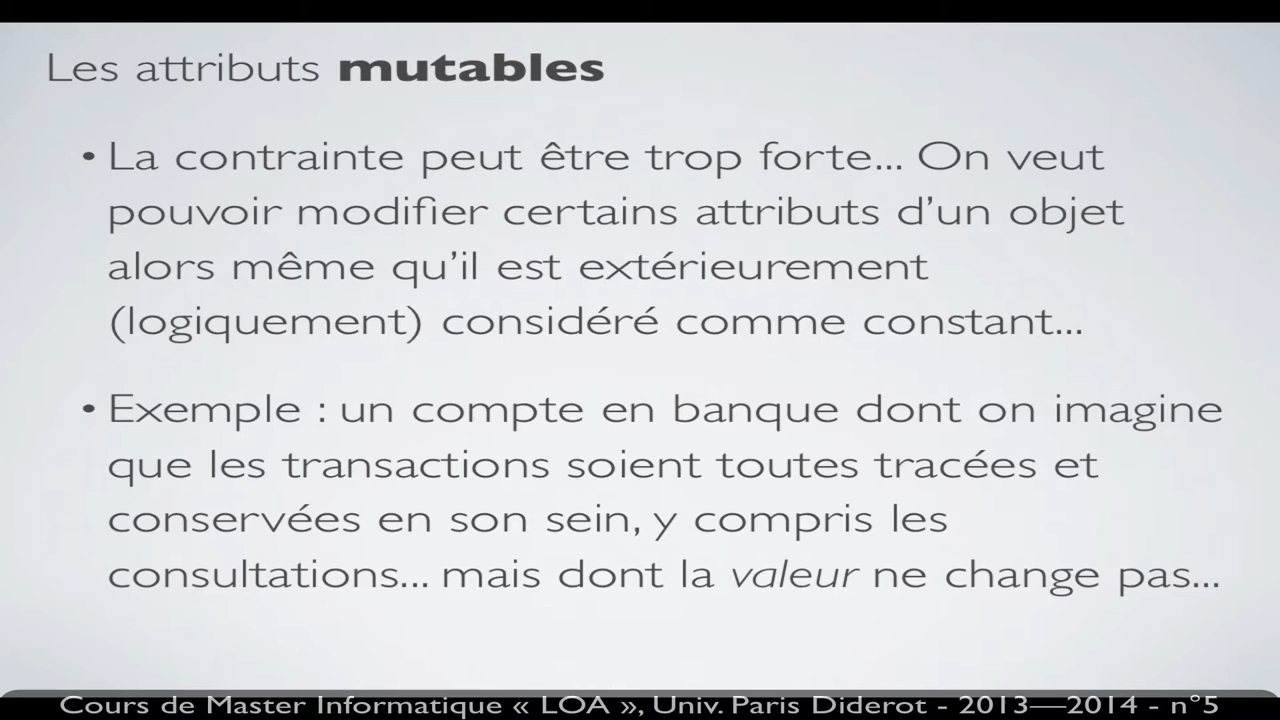 Les attributs mutables
• La contrainte peut être trop forte... On veut
pouvoir modifier certains attributs d’un objet
alors même qu’il est extérieurement
(logiquement) considéré comme constant...
• Exemple : un compte en banque dont on imagine
que les transactions soient toutes tracées et
conservées en son sein, y compris les
consultations... mais dont la valeur ne change pas...
Cours de Master Informatique « LOA », Univ. Paris Diderot - 2013—2014 - n°5